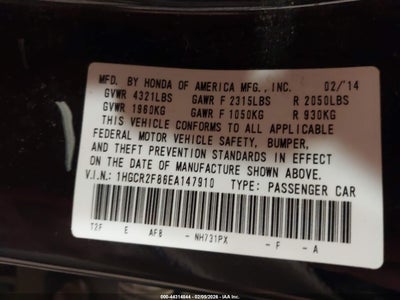 MFD. BY HONDA OF AMERICA MFG., INC. 02/'14
GVWR 4321LBS GAWR F 2315LBS R 2050LBS
GVWR 1960KG GAWR F 1050KG R 930KG
THIS VEHICLE CONFORMS TO ALL APPLICABLE
FEDERAL MOTOR VEHICLE SAFETY, BUMPER,
AND THEFT PREVENTION STANDARDS IN EFFECT
ON THE DATE OF MANUFACTURE SHOWN ABOVE.
V.I.N.: 1HGCR2F86EA147910 TYPE: PASSENGER CAR
T2F E AF8 - NH731PX - F - A
000-44314844 - 02/09/2026 - IAA Inc.